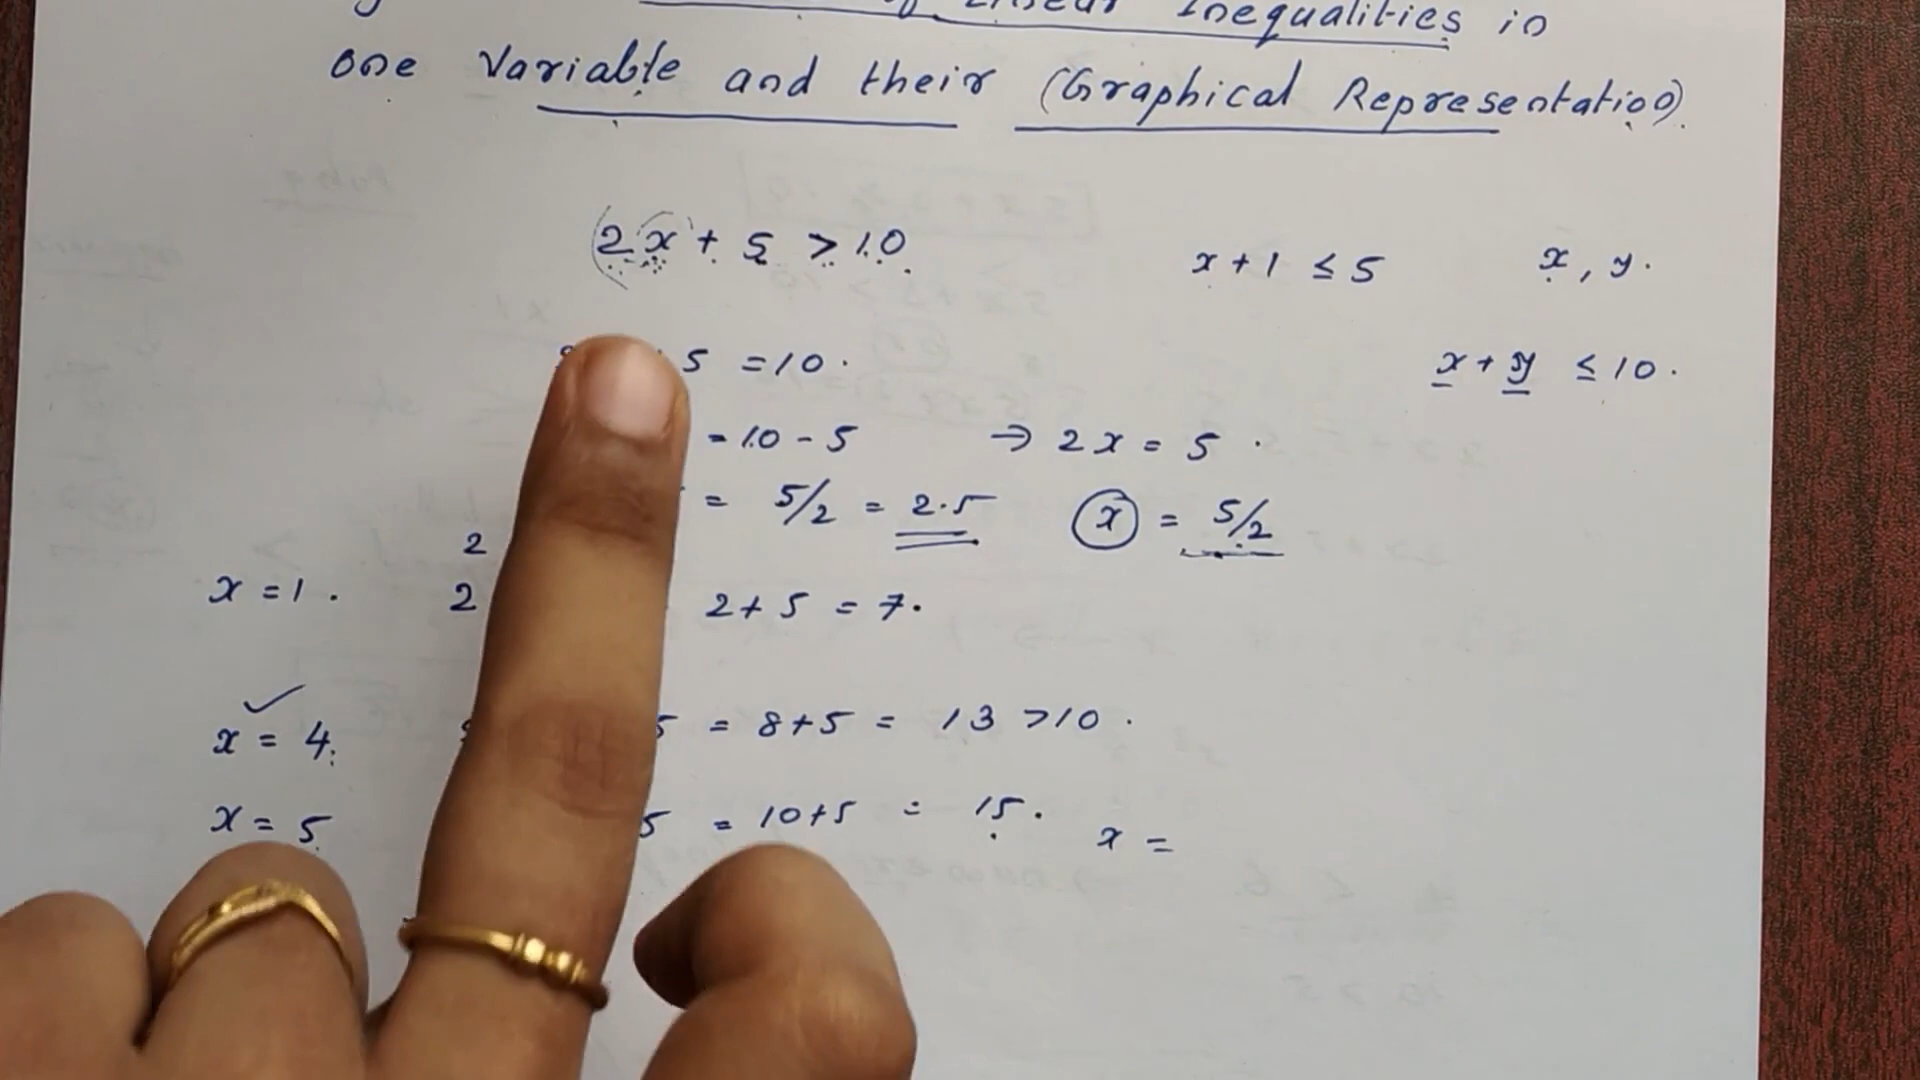 Linear Inequalities in
one Variable and their (Graphical Representation).
2x + 5 > 10.
x + 1 ≤ 5
x, y.
5 = 10.
x + y ≤ 10.
= 10 - 5
→ 2x = 5.
= 5/2 = 2.5
x = 5/2
2
x = 1.
2
2 + 5 = 7.
x = 4.
5 = 8 + 5 = 13 > 10.
x = 5
5 = 10 + 5 = 15.
x =